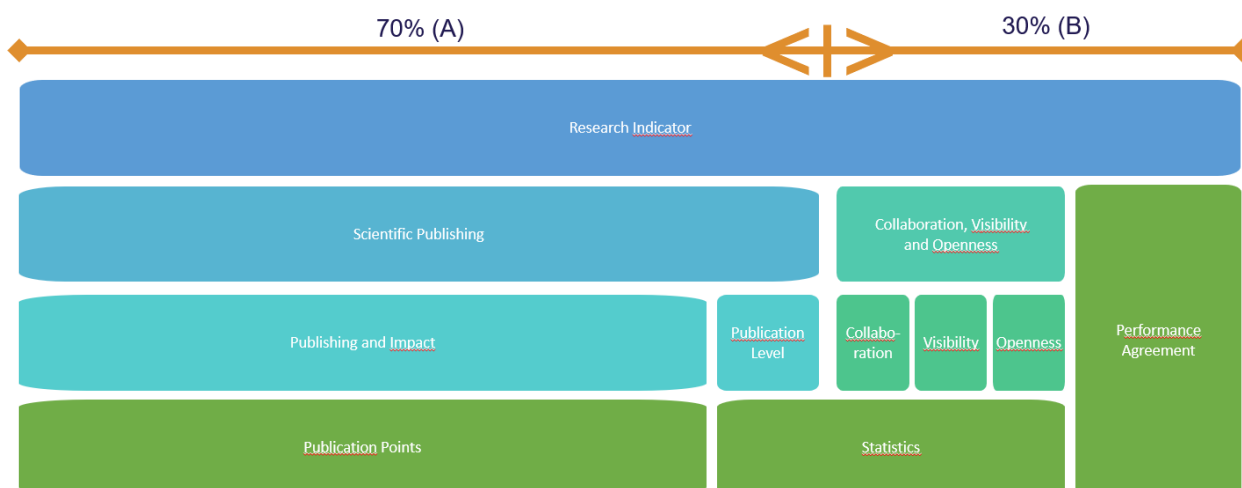 70% (A)
30% (B)
Research Indicator
Scientific Publishing
Collaboration, Visibility
and Openness
Publishing and Impact
Publication
Level
Collabo-
ration
Visibility
Openness
Performance
Agreement
Publication Points
Statistics